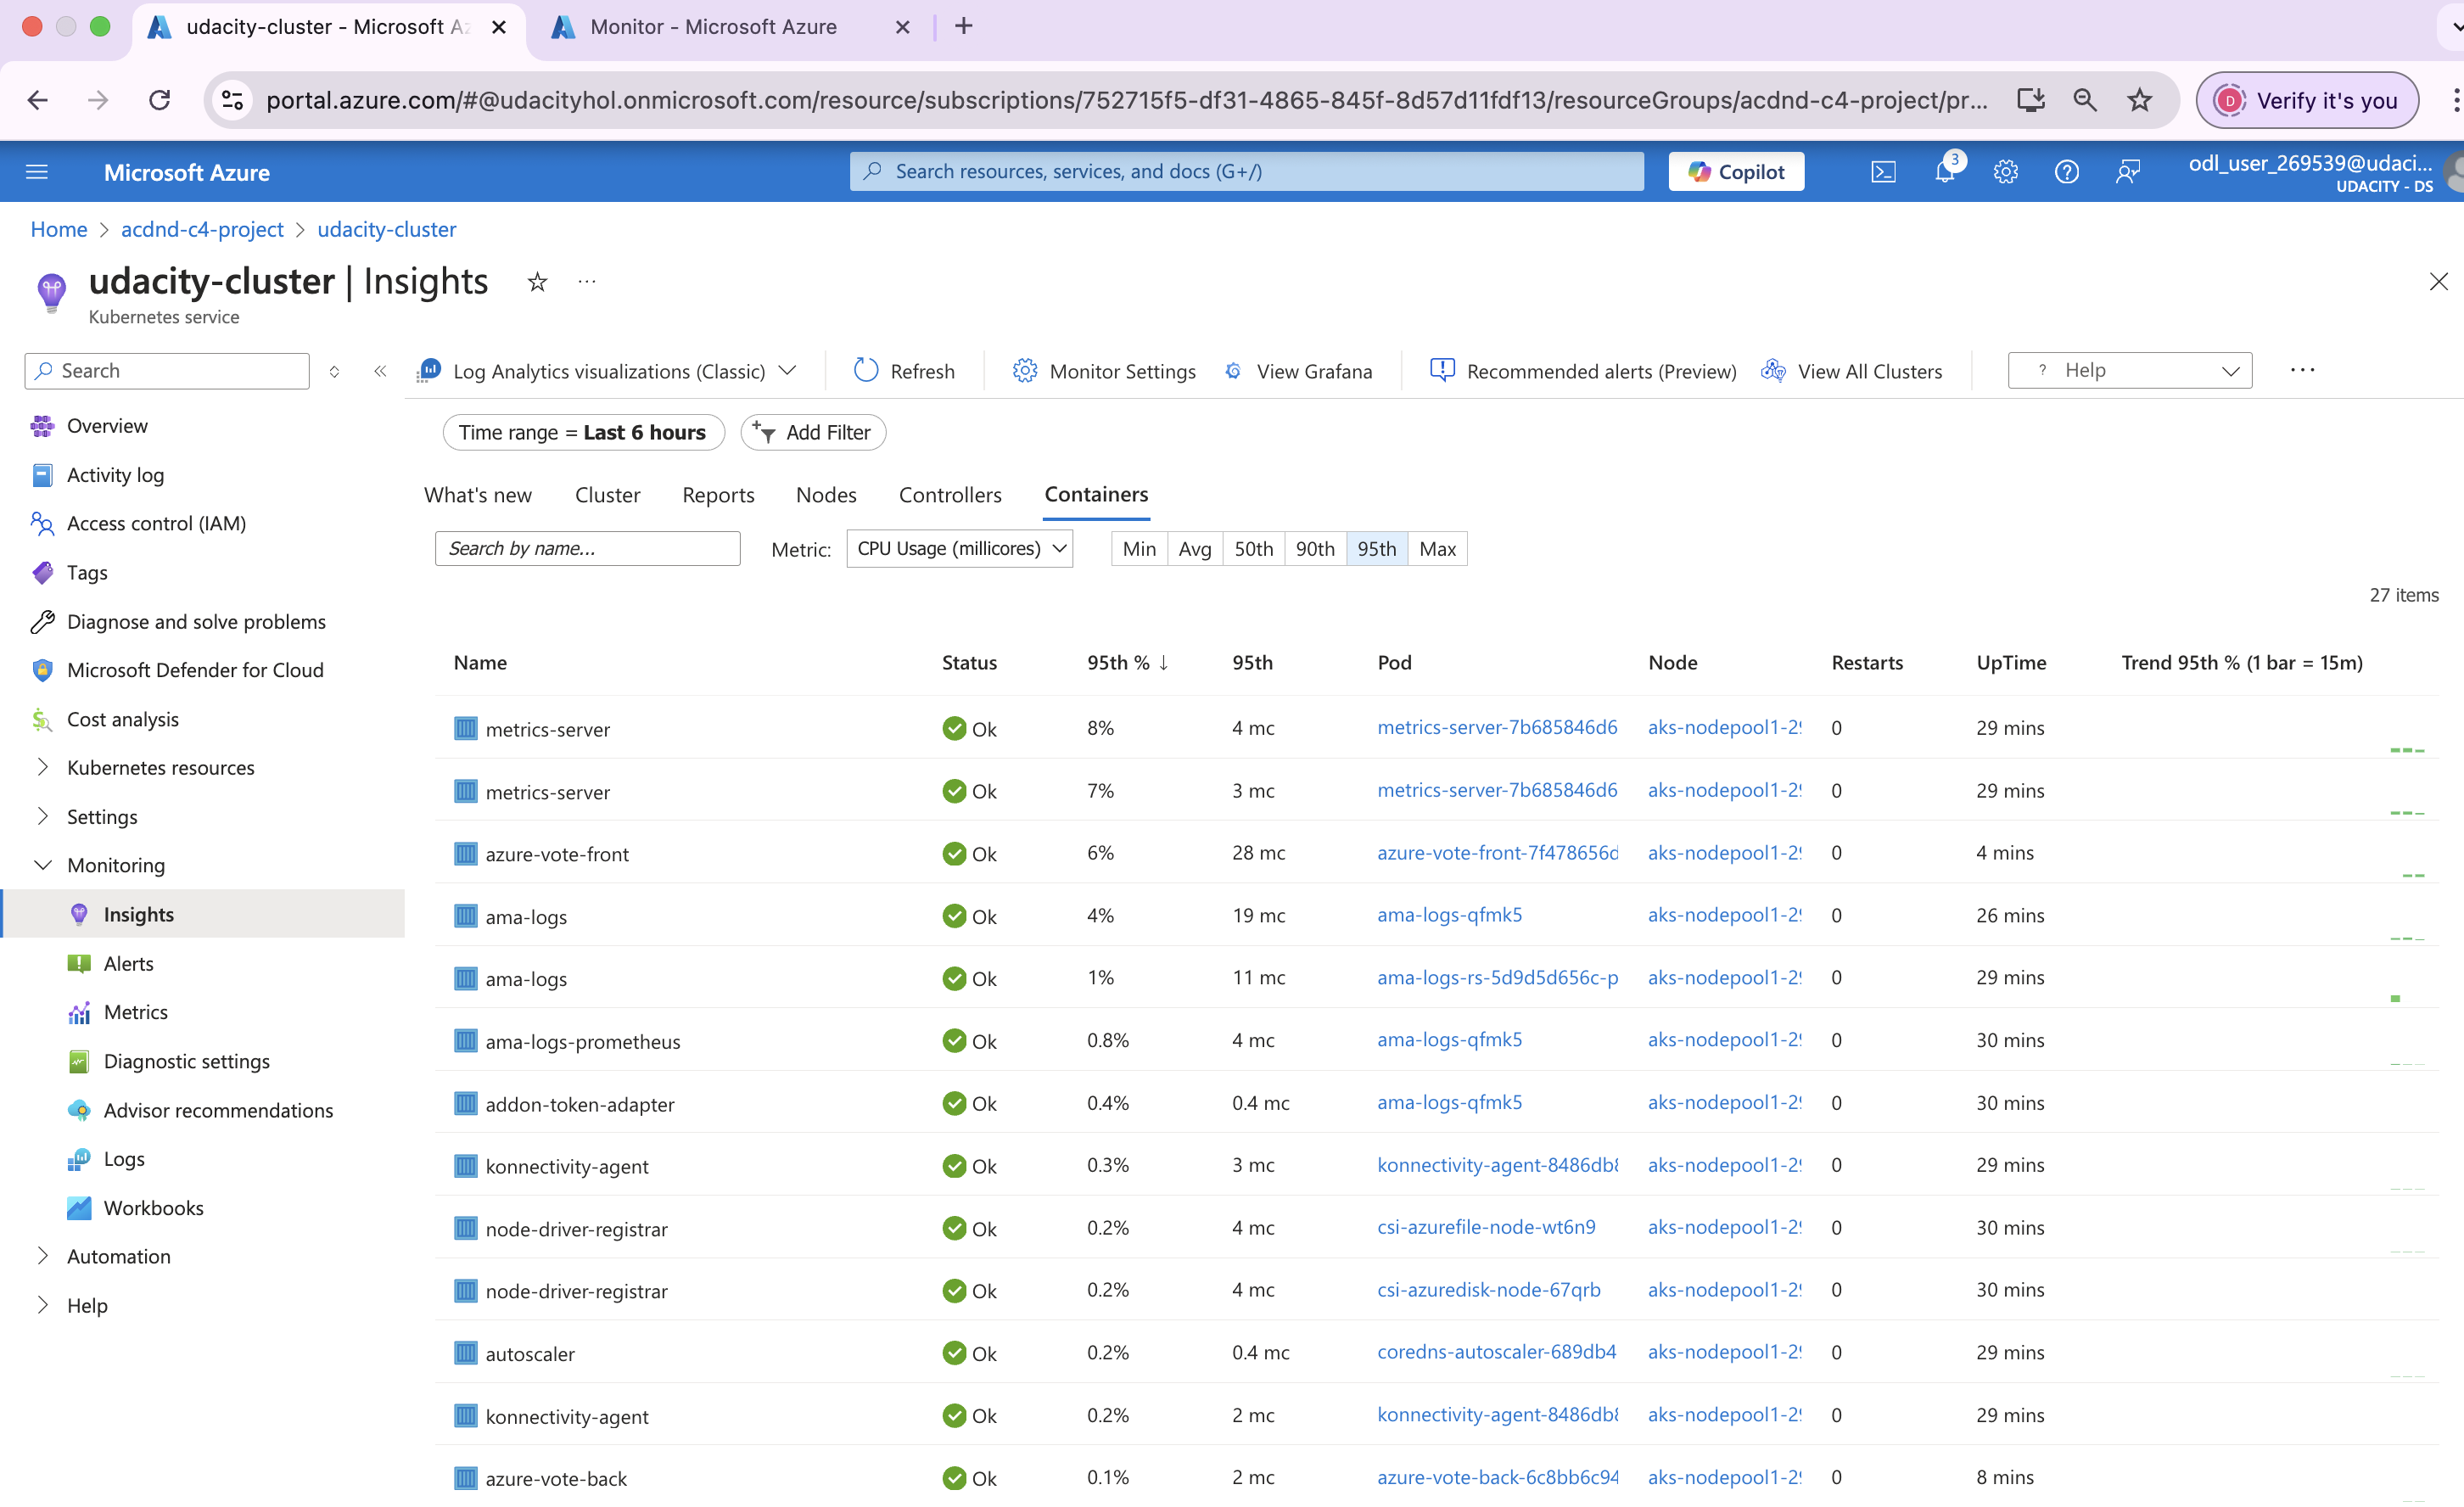 udacity-cluster - Microsoft Az
Monitor - Microsoft Azure
portal.azure.com/#@udacityhol.onmicrosoft.com/resource/subscriptions/752715f5-df31-4865-845f-8d57d11fdf13/resourceGroups/acdnd-c4-project/pr...
D Verify it's you
Microsoft Azure
Search resources, services, and docs (G+/)
Copilot
3
odl_user_269539@udaci...
UDACITY - DS
Home > acdnd-c4-project > udacity-cluster
udacity-cluster | Insights
Kubernetes service
Search
Log Analytics visualizations (Classic)
Refresh
Monitor Settings
View Grafana
Recommended alerts (Preview)
View All Clusters
? Help
Overview
Activity log
Access control (IAM)
Tags
Diagnose and solve problems
Microsoft Defender for Cloud
Cost analysis
Kubernetes resources
Settings
Monitoring
Insights
Alerts
Metrics
Diagnostic settings
Advisor recommendations
Logs
Workbooks
Automation
Help
Time range = Last 6 hours
Add Filter
What's new Cluster Reports Nodes Controllers Containers
Search by name...
Metric: CPU Usage (millicores)
Min Avg 50th 90th 95th Max
27 items
Name Status 95th % ↓ 95th Pod Node Restarts UpTime Trend 95th % (1 bar = 15m)
metrics-server Ok 8% 4 mc metrics-server-7b685846d6 aks-nodepool1-29 0 29 mins
metrics-server Ok 7% 3 mc metrics-server-7b685846d6 aks-nodepool1-29 0 29 mins
azure-vote-front Ok 6% 28 mc azure-vote-front-7f478656d aks-nodepool1-29 0 4 mins
ama-logs Ok 4% 19 mc ama-logs-qfmk5 aks-nodepool1-29 0 26 mins
ama-logs Ok 1% 11 mc ama-logs-rs-5d9d5d656c-p aks-nodepool1-29 0 29 mins
ama-logs-prometheus Ok 0.8% 4 mc ama-logs-qfmk5 aks-nodepool1-29 0 30 mins
addon-token-adapter Ok 0.4% 0.4 mc ama-logs-qfmk5 aks-nodepool1-29 0 30 mins
konnectivity-agent Ok 0.3% 3 mc konnectivity-agent-8486db8 aks-nodepool1-29 0 29 mins
node-driver-registrar Ok 0.2% 4 mc csi-azurefile-node-wt6n9 aks-nodepool1-29 0 30 mins
node-driver-registrar Ok 0.2% 4 mc csi-azuredisk-node-67qrb aks-nodepool1-29 0 30 mins
autoscaler Ok 0.2% 0.4 mc coredns-autoscaler-689db4 aks-nodepool1-29 0 29 mins
konnectivity-agent Ok 0.2% 2 mc konnectivity-agent-8486db8 aks-nodepool1-29 0 29 mins
azure-vote-back Ok 0.1% 2 mc azure-vote-back-6c8bb6c94 aks-nodepool1-29 0 8 mins